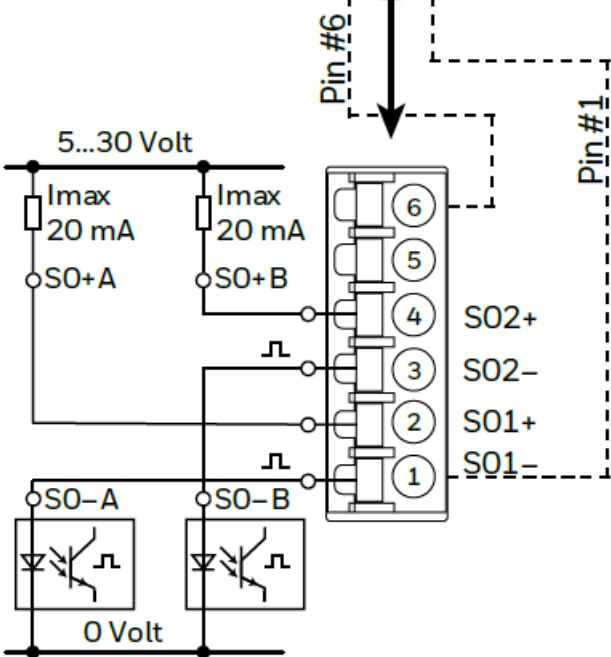 Pin #6
Pin #1
5...30 Volt
Imax
20 mA
Imax
20 mA
S0+A
S0+B
6
5
4
S02+
3
S02–
2
S01+
1
S01–
S0–A
S0–B
0 Volt